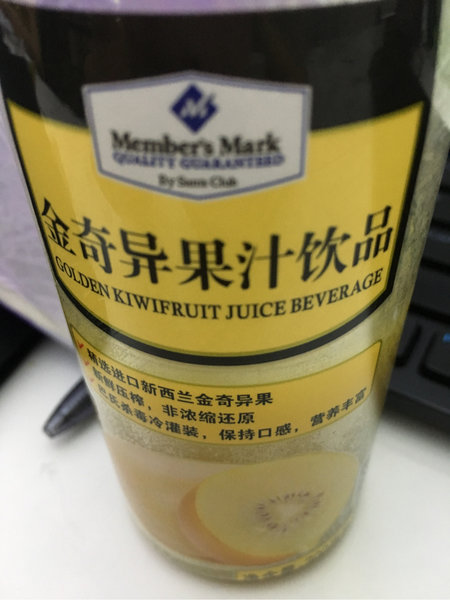 Member's Mark
QUALITY GUARANTEED
By Sam's Club
金奇异果汁饮品
GOLDEN KIWIFRUIT JUICE BEVERAGE
精选进口新西兰金奇异果
新鲜压榨，非浓缩还原
巴氏杀毒冷灌装，保持口感，营养丰富